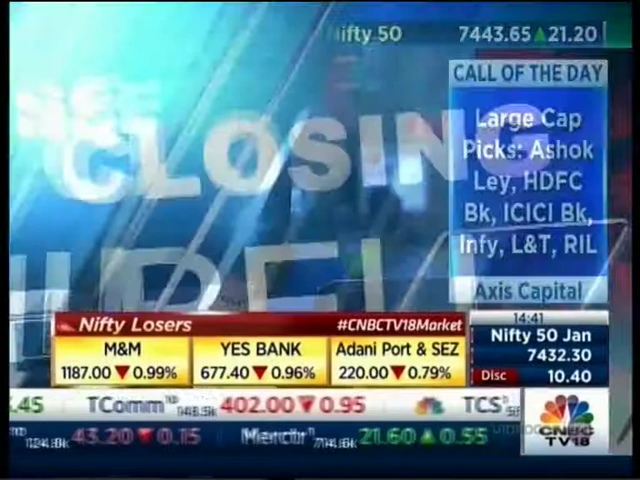 Nifty 50 7443.65 ▲ 21.20
CALL OF THE DAY
Large Cap
Picks: Ashok
Ley, HDFC
Bk, ICICI Bk,
Infy, L&T, RIL
Axis Capital
CLOSING
Nifty Losers #CNBCTV18Market
M&M YES BANK Adani Port & SEZ
1187.00 ▼ 0.99% 677.40 ▼ 0.96% 220.00 ▼ 0.79%
14:41
Nifty 50 Jan
7432.30
Disc 10.40
.45 TComm 402.00 ▼ 0.95 TCS
43.20 ▼ 0.15 21.60 ▲ 0.55
CNBC
TV18